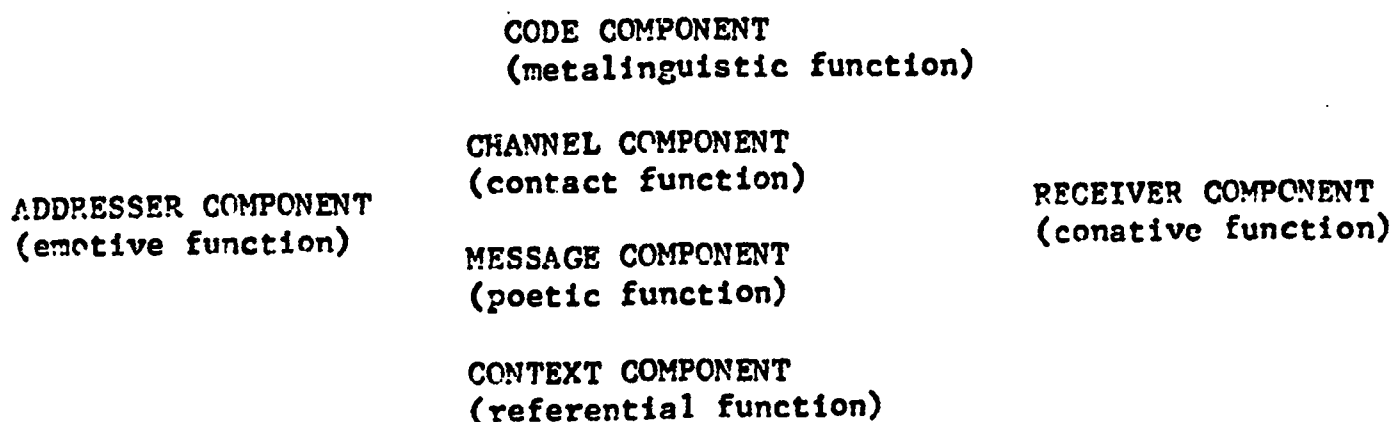 CODE COMPONENT
(metalinguistic function)
CHANNEL COMPONENT
(contact function)
ADDRESSER COMPONENT
(emotive function)
RECEIVER COMPONENT
(conative function)
MESSAGE COMPONENT
(poetic function)
CONTEXT COMPONENT
(referential function)